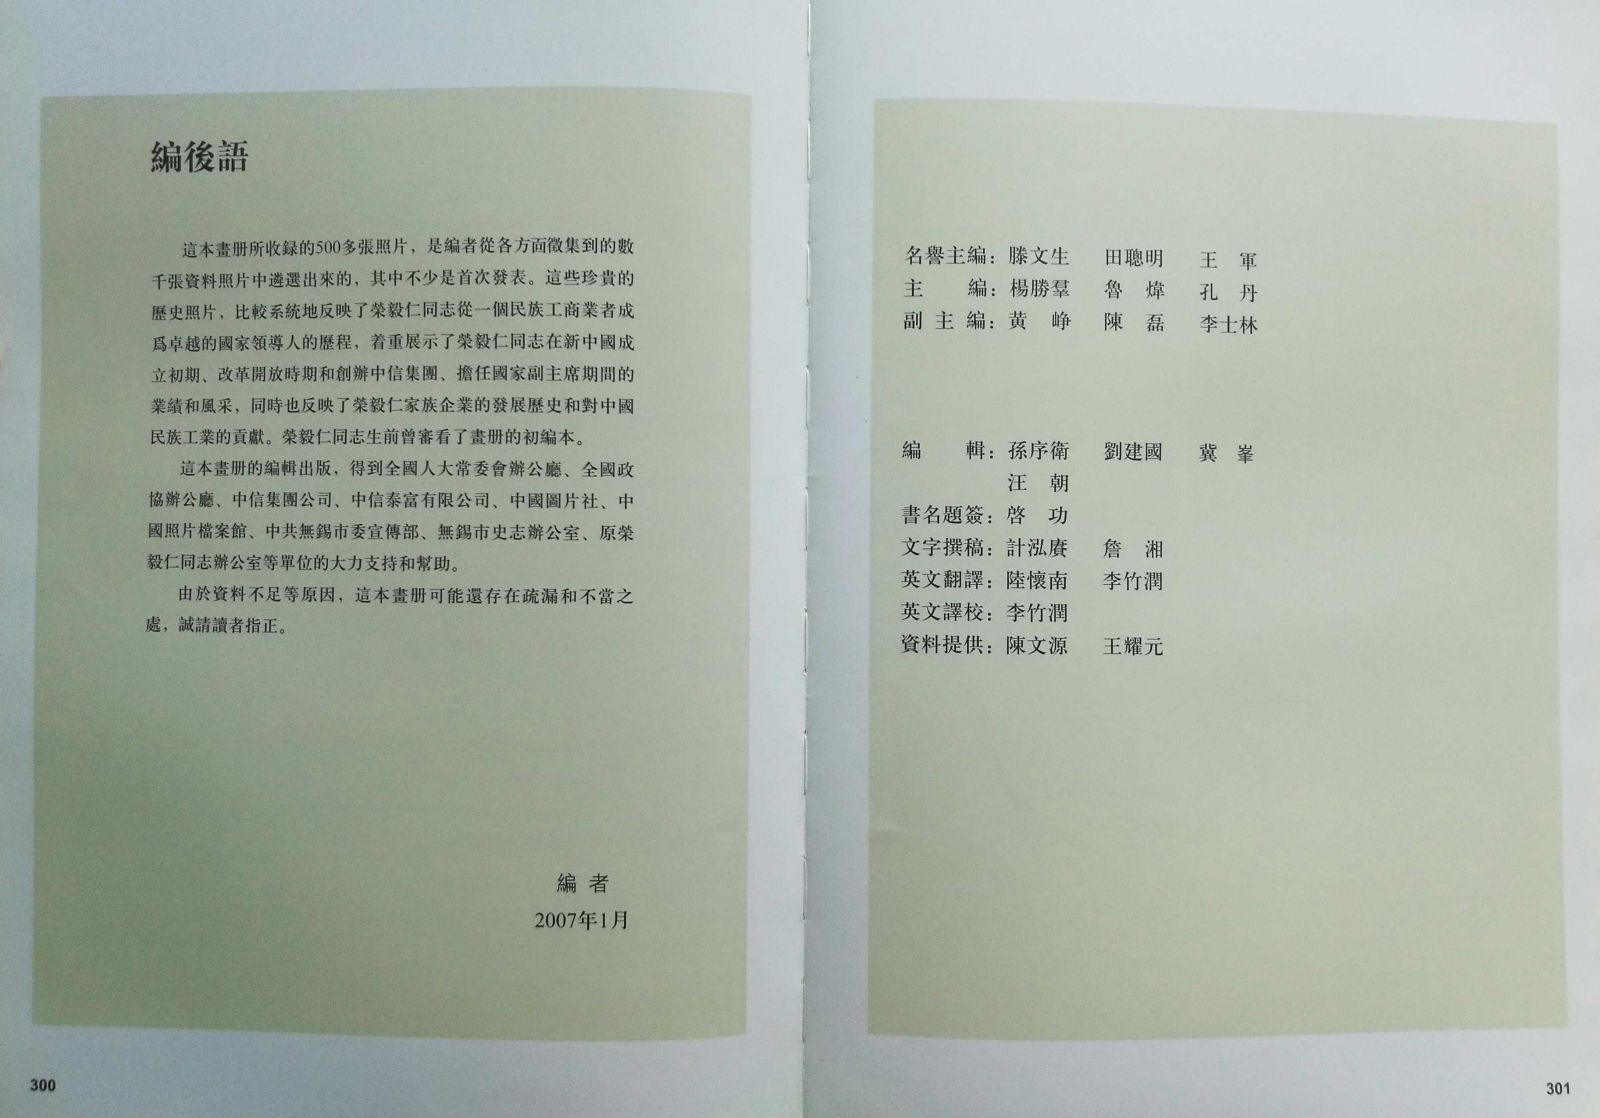 編後語
這本畫册所收録的500多張照片，是編者從各方面徵集到的數
千張資料照片中遴選出來的，其中不少是首次發表。這些珍貴的
歷史照片，比較系統地反映了榮毅仁同志從一個民族工商業者成
爲卓越的國家領導人的歷程，着重展示了榮毅仁同志在新中國成
立初期、改革開放時期和創辦中信集團、擔任國家副主席期間的
業績和風采，同時也反映了榮毅仁家族企業的發展歷史和對中國
民族工業的貢獻。榮毅仁同志生前曾審看了畫册的初編本。
這本畫册的編輯出版，得到全國人大常委會辦公廳、全國政
協辦公廳、中信集團公司、中信泰富有限公司、中國圖片社、中
國照片檔案館、中共無錫市委宣傳部、無錫市史志辦公室、原榮
毅仁同志辦公室等單位的大力支持和幫助。
由於資料不足等原因，這本畫册可能還存在疏漏和不當之
處，誠請讀者指正。
編 者
2007年1月
300
名譽主編：滕文生 田聰明 王 軍
主 編：楊勝羣 魯 煒 孔 丹
副 主 編：黄 峥 陳 磊 李士林
編 輯：孫序衛 劉建國 冀 峯
汪 朝
書名題簽：啓 功
文字撰稿：計泓賡 詹 湘
英文翻譯：陸懷南 李竹潤
英文譯校：李竹潤
資料提供：陳文源 王耀元
301